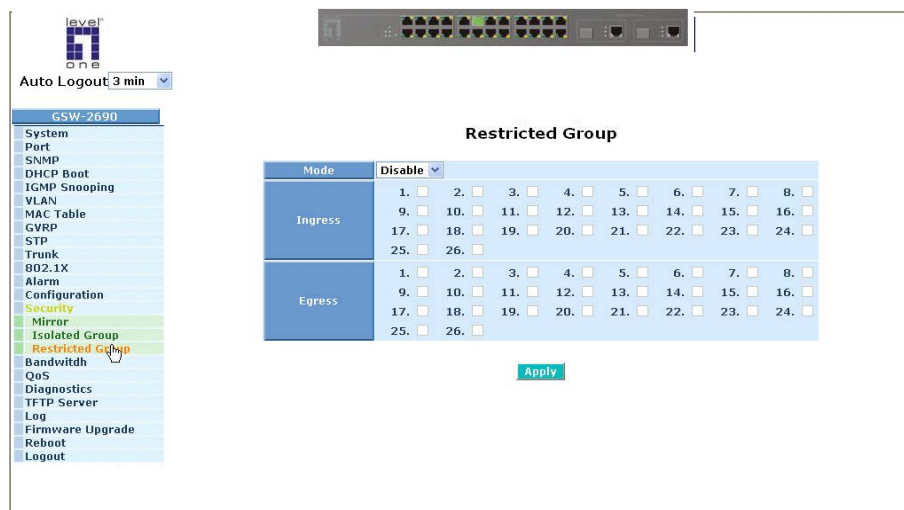 level
one
Auto Logout 3 min
GSW-2690
System
Port
SNMP
DHCP Boot
IGMP Snooping
VLAN
MAC Table
GVRP
STP
Trunk
802.1X
Alarm
Configuration
Security
Mirror
Isolated Group
Restricted Group
Bandwitdh
QoS
Diagnostics
TFTP Server
Log
Firmware Upgrade
Reboot
Logout
Restricted Group
Mode Disable
Ingress
1. 2. 3. 4. 5. 6. 7. 8.
9. 10. 11. 12. 13. 14. 15. 16.
17. 18. 19. 20. 21. 22. 23. 24.
25. 26.
Egress
1. 2. 3. 4. 5. 6. 7. 8.
9. 10. 11. 12. 13. 14. 15. 16.
17. 18. 19. 20. 21. 22. 23. 24.
25. 26.
Apply